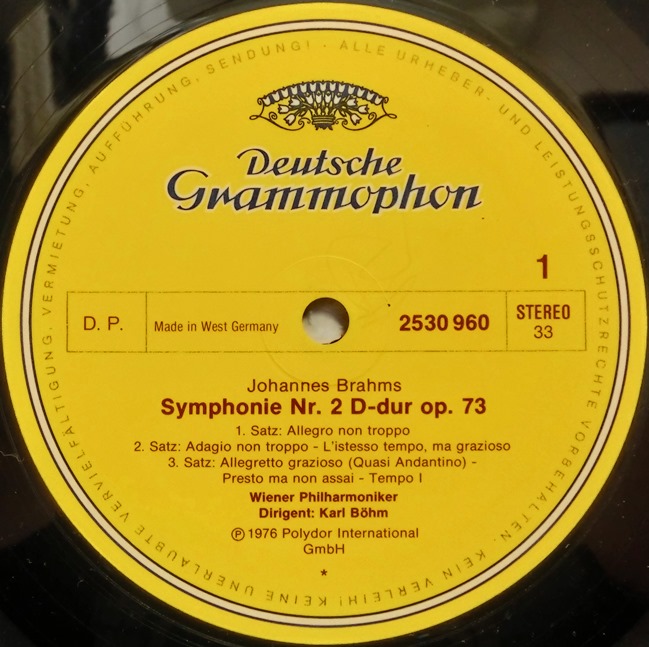 ALLE URHEBER- UND LEISTUNGSSCHUTZRECHTE VORBEHALTEN. KEIN VERLEIH! KEINE UNERLAUBTE VERVIELFÄLTIGUNG, VERMIETUNG, AUFFÜHRUNG, SENDUNG!
Deutsche
Grammophon
1
D. P.
Made in West Germany
2530 960
STEREO
33
Johannes Brahms
Symphonie Nr. 2 D-dur op. 73
1. Satz: Allegro non troppo
2. Satz: Adagio non troppo - L'istesso tempo, ma grazioso
3. Satz: Allegretto grazioso (Quasi Andantino) -
Presto ma non assai - Tempo I
Wiener Philharmoniker
Dirigent: Karl Böhm
℗ 1976 Polydor International
GmbH
*